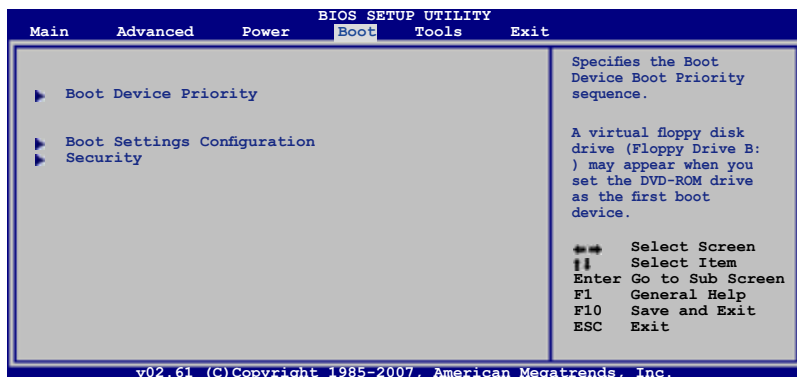 BIOS SETUP UTILITY
Main Advanced Power Boot Tools Exit
Boot Device Priority
Boot Settings Configuration
Security
Specifies the Boot
Device Boot Priority
sequence.
A virtual floppy disk
drive (Floppy Drive B:
) may appear when you
set the DVD-ROM drive
as the first boot
device.
Select Screen
Select Item
Enter Go to Sub Screen
F1 General Help
F10 Save and Exit
ESC Exit
v02.61 (C)Copyright 1985-2007, American Megatrends, Inc.